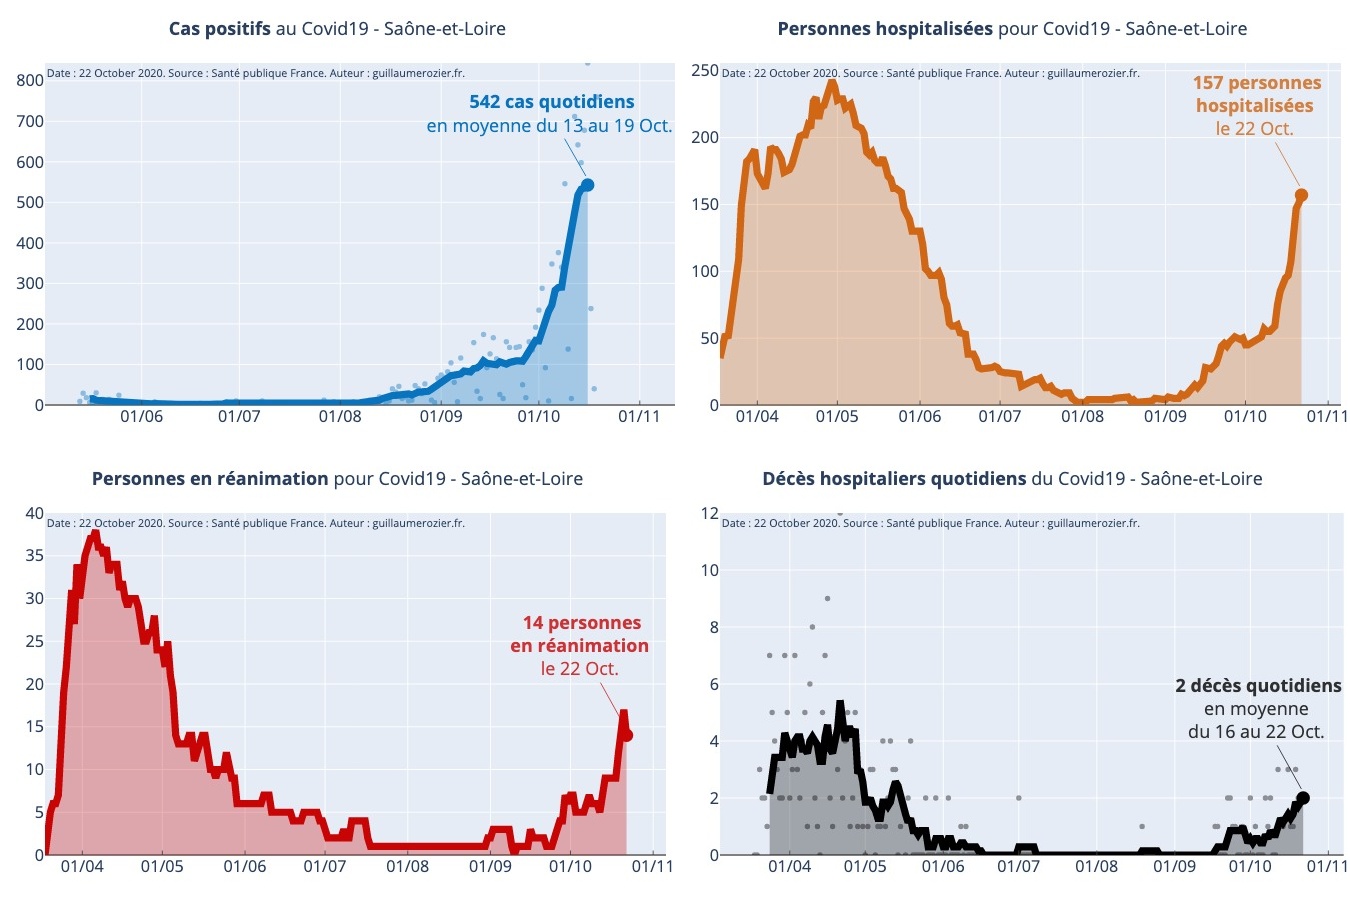 Cas positifs au Covid19 - Saône-et-Loire
Date : 22 October 2020. Source : Santé publique France. Auteur : guillaumerozier.fr.
542 cas quotidiens
en moyenne du 13 au 19 Oct.
800
700
600
500
400
300
200
100
0
01/06 01/07 01/08 01/09 01/10 01/11
Personnes hospitalisées pour Covid19 - Saône-et-Loire
Date : 22 October 2020. Source : Santé publique France. Auteur : guillaumerozier.fr.
157 personnes
hospitalisées
le 22 Oct.
250
200
150
100
50
0
01/04 01/05 01/06 01/07 01/08 01/09 01/10 01/11
Personnes en réanimation pour Covid19 - Saône-et-Loire
Date : 22 October 2020. Source : Santé publique France. Auteur : guillaumerozier.fr.
14 personnes
en réanimation
le 22 Oct.
40
35
30
25
20
15
10
5
0
01/04 01/05 01/06 01/07 01/08 01/09 01/10 01/11
Décès hospitaliers quotidiens du Covid19 - Saône-et-Loire
Date : 22 October 2020. Source : Santé publique France. Auteur : guillaumerozier.fr.
2 décès quotidiens
en moyenne
du 16 au 22 Oct.
12
10
8
6
4
2
0
01/04 01/05 01/06 01/07 01/08 01/09 01/10 01/11